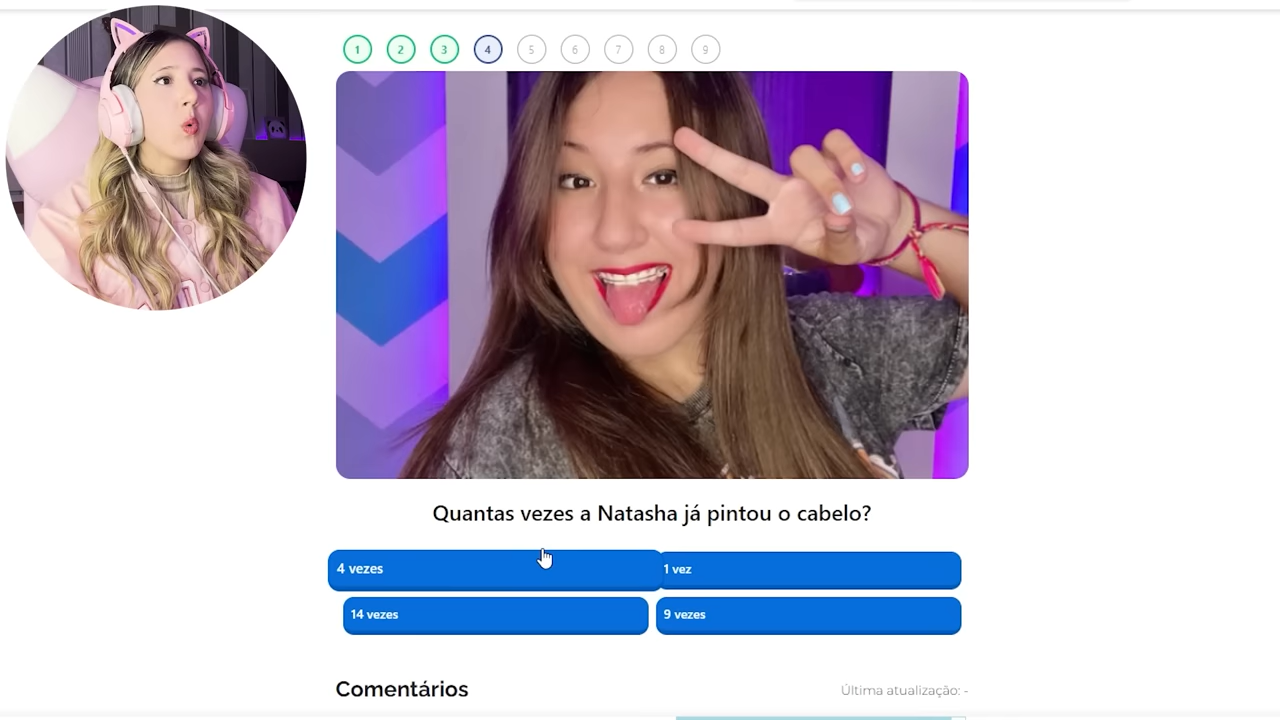 1 2 3 4 5 6 7 8 9
Quantas vezes a Natasha já pintou o cabelo?
4 vezes
1 vez
14 vezes
9 vezes
Comentários
Última atualização: -